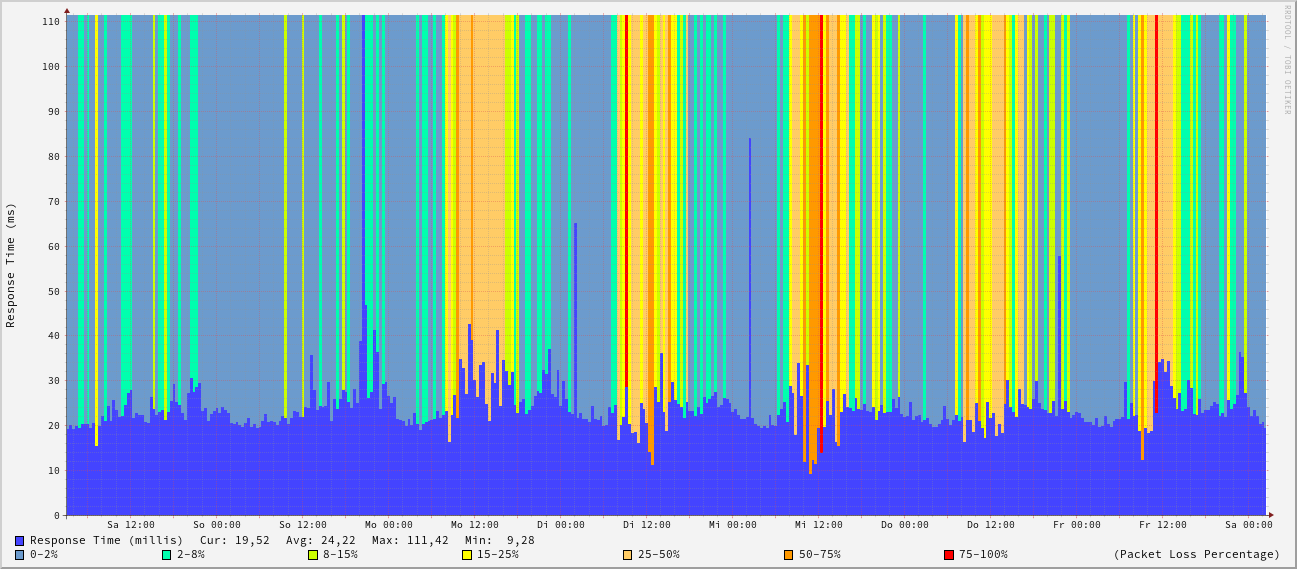 RRDTOOL / TOBI OETIKER
Response Time (ms)
110
100
90
80
70
60
50
40
30
20
10
0
Sa 12:00 So 00:00 So 12:00 Mo 00:00 Mo 12:00 Di 00:00 Di 12:00 Mi 00:00 Mi 12:00 Do 00:00 Do 12:00 Fr 00:00 Fr 12:00 Sa 00:00
Response Time (millis) Cur: 19,52 Avg: 24,22 Max: 111,42 Min: 9,28
0-2% 2-8% 8-15% 15-25% 25-50% 50-75% 75-100% (Packet Loss Percentage)